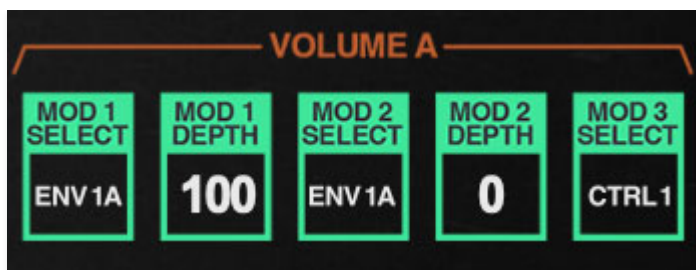 VOLUME A
MOD 1 SELECT
ENV 1A
MOD 1 DEPTH
100
MOD 2 SELECT
ENV 1A
MOD 2 DEPTH
0
MOD 3 SELECT
CTRL 1